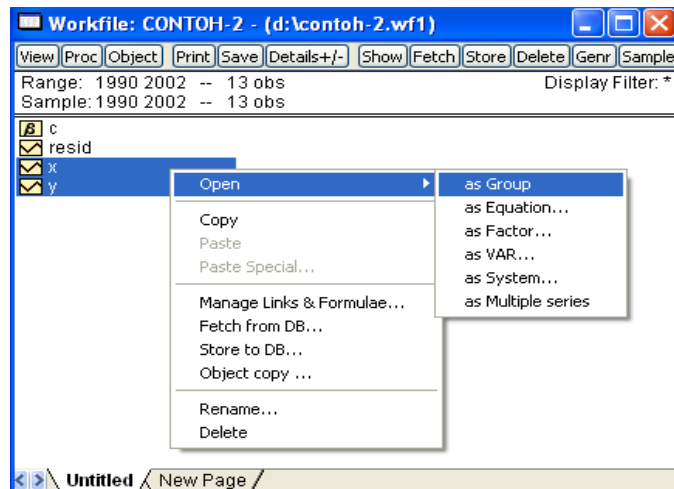 Workfile: CONTOH-2 - (d:\contoh-2.wf1)
View Proc Object Print Save Details+/- Show Fetch Store Delete Genr Sample
Range: 1990 2002 -- 13 obs Display Filter: *
Sample: 1990 2002 -- 13 obs
β c
resid
x
y
Open
Copy
Paste
Paste Special...
Manage Links & Formulae...
Fetch from DB...
Store to DB...
Object copy ...
Rename...
Delete
as Group
as Equation...
as Factor...
as VAR...
as System...
as Multiple series
Untitled New Page